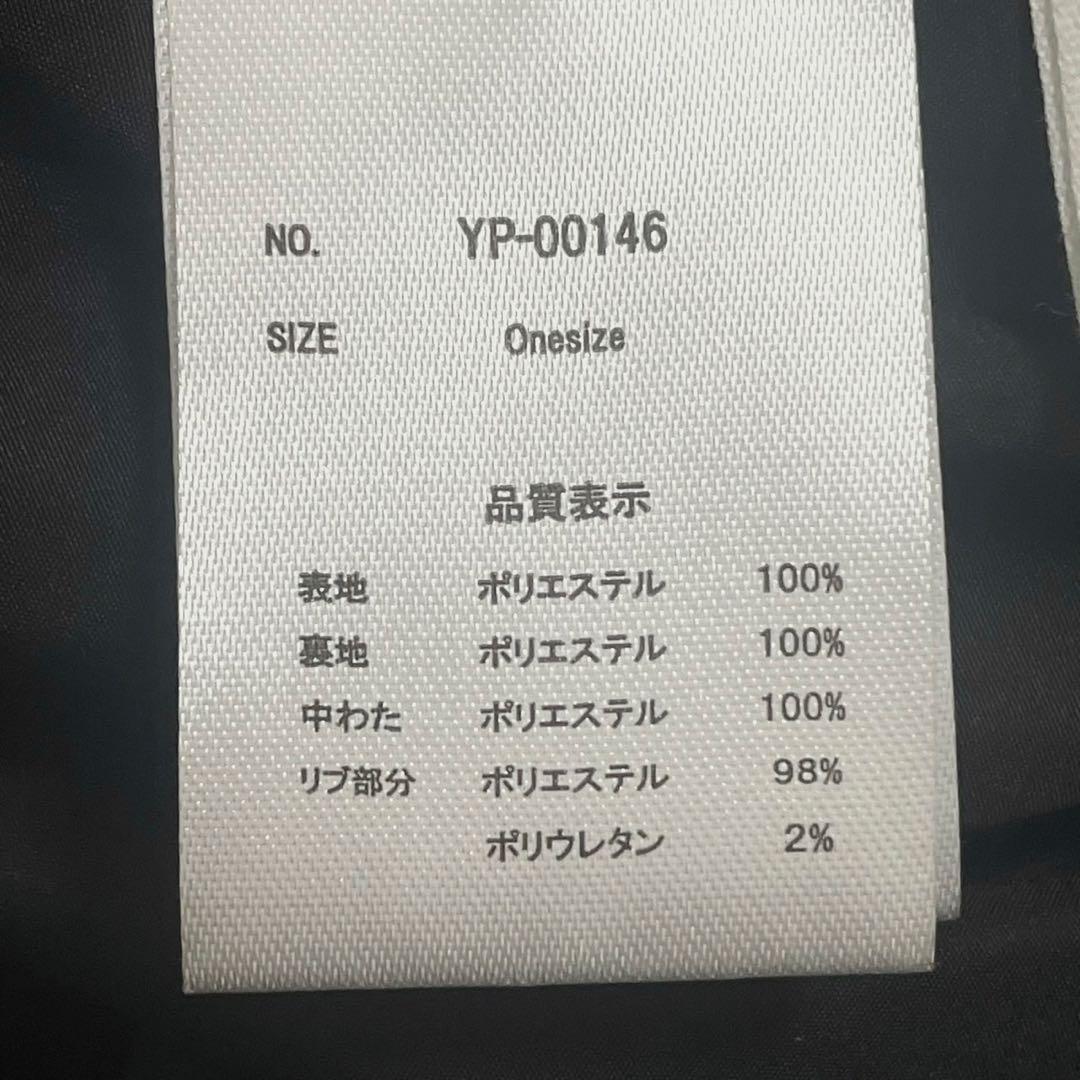 NO. YP-00146
SIZE Onesize
品質表示
表地 ポリエステル 100%
裏地 ポリエステル 100%
中わた ポリエステル 100%
リブ部分 ポリエステル 98%
ポリウレタン 2%